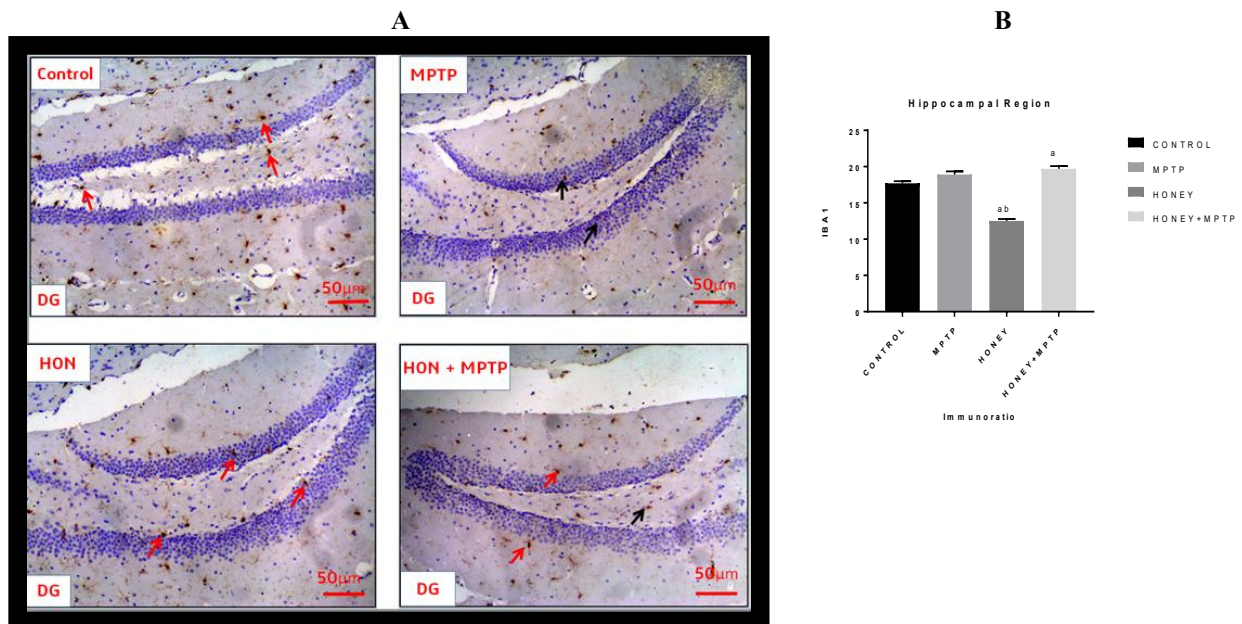 A
Control
DG
50µm
MPTP
DG
50µm
HON
DG
50µm
HON + MPTP
DG
50µm
B
Hippocampal Region
IBA1
25
20
15
10
5
0
a b
a
CONTROL
MPTP
HONEY
HONEY+MPTP
Immunoratio
CONTROL
MPTP
HONEY
HONEY+MPTP